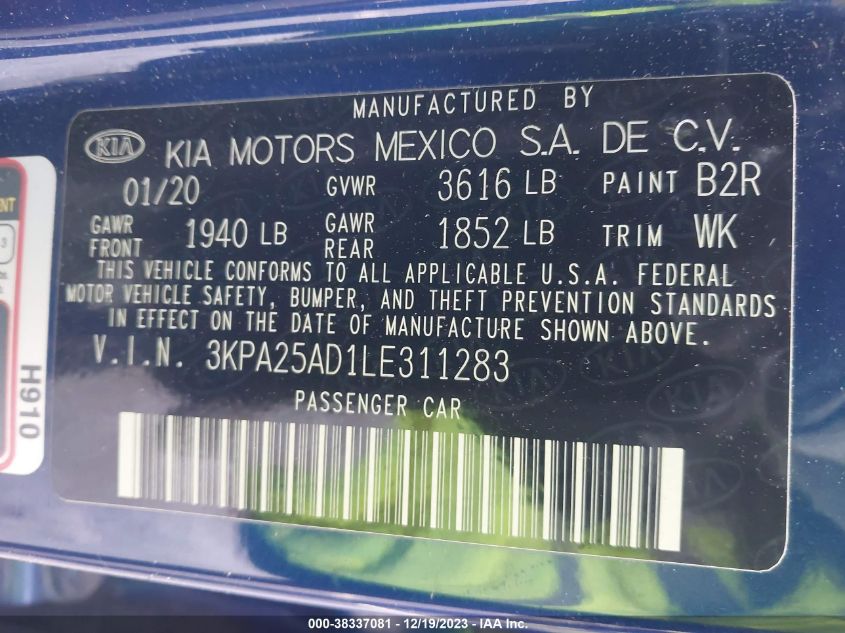 MANUFACTURED BY
KIA KIA MOTORS MEXICO S.A. DE C.V.
01/20 GVWR 3616 LB PAINT B2R
GAWR FRONT 1940 LB GAWR REAR 1852 LB TRIM WK
THIS VEHICLE CONFORMS TO ALL APPLICABLE U.S.A. FEDERAL
MOTOR VEHICLE SAFETY, BUMPER, AND THEFT PREVENTION STANDARDS
IN EFFECT ON THE DATE OF MANUFACTURE SHOWN ABOVE.
V.I.N. 3KPA25AD1LE311283
PASSENGER CAR
H910
000-38337081 - 12/19/2023 - IAA, Inc.